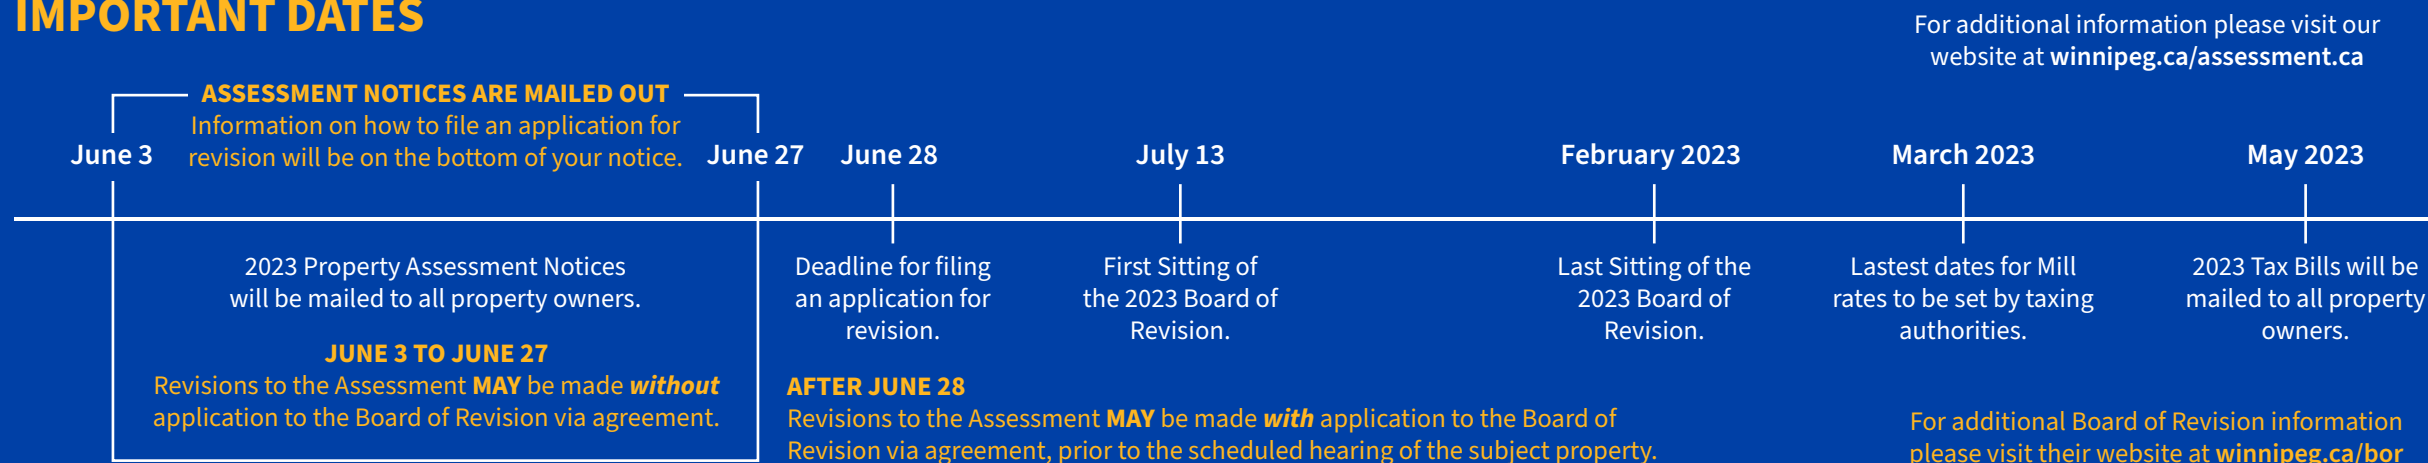 IMPORTANT DATES
For additional information please visit our
website at winnipeg.ca/assessment.ca
ASSESSMENT NOTICES ARE MAILED OUT
Information on how to file an application for
revision will be on the bottom of your notice.
June 3
June 27
June 28
July 13
February 2023
March 2023
May 2023
2023 Property Assessment Notices
will be mailed to all property owners.
JUNE 3 TO JUNE 27
Revisions to the Assessment MAY be made without
application to the Board of Revision via agreement.
Deadline for filing
an application for
revision.
First Sitting of
the 2023 Board of
Revision.
Last Sitting of the
2023 Board of
Revision.
Lastest dates for Mill
rates to be set by taxing
authorities.
2023 Tax Bills will be
mailed to all property
owners.
AFTER JUNE 28
Revisions to the Assessment MAY be made with application to the Board of
Revision via agreement, prior to the scheduled hearing of the subject property.
For additional Board of Revision information
please visit their website at winnipeg.ca/bor